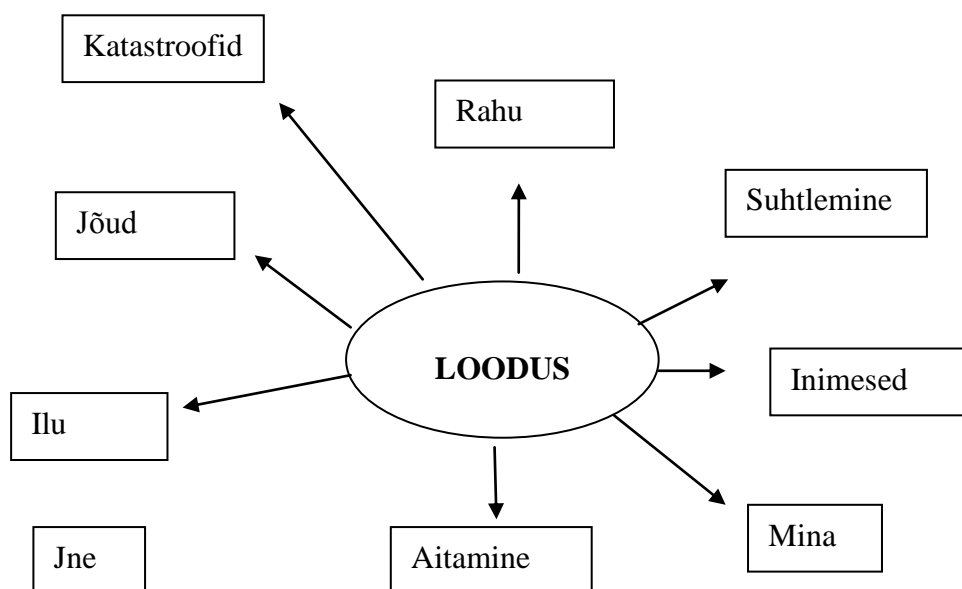 Katastroofid
Rahu
Suhtlemine
Jõud
LOODUS
Inimesed
Ilu
Mina
Jne
Aitamine